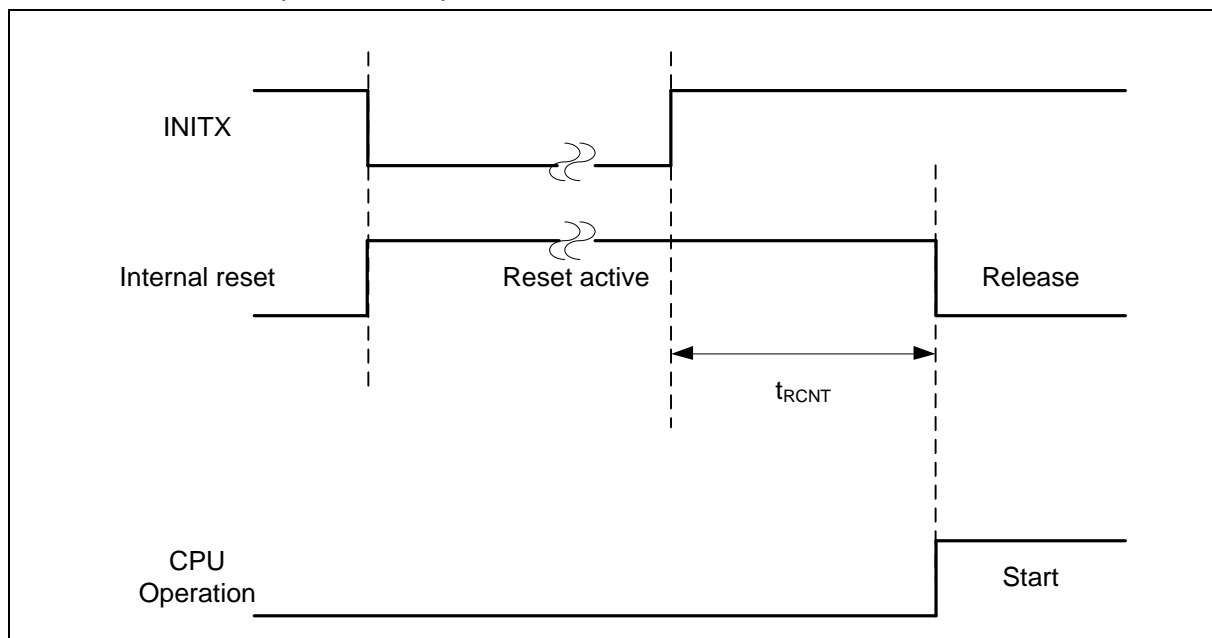 INITX
Internal reset
Reset active
Release
tRCNT
CPU
Operation
Start